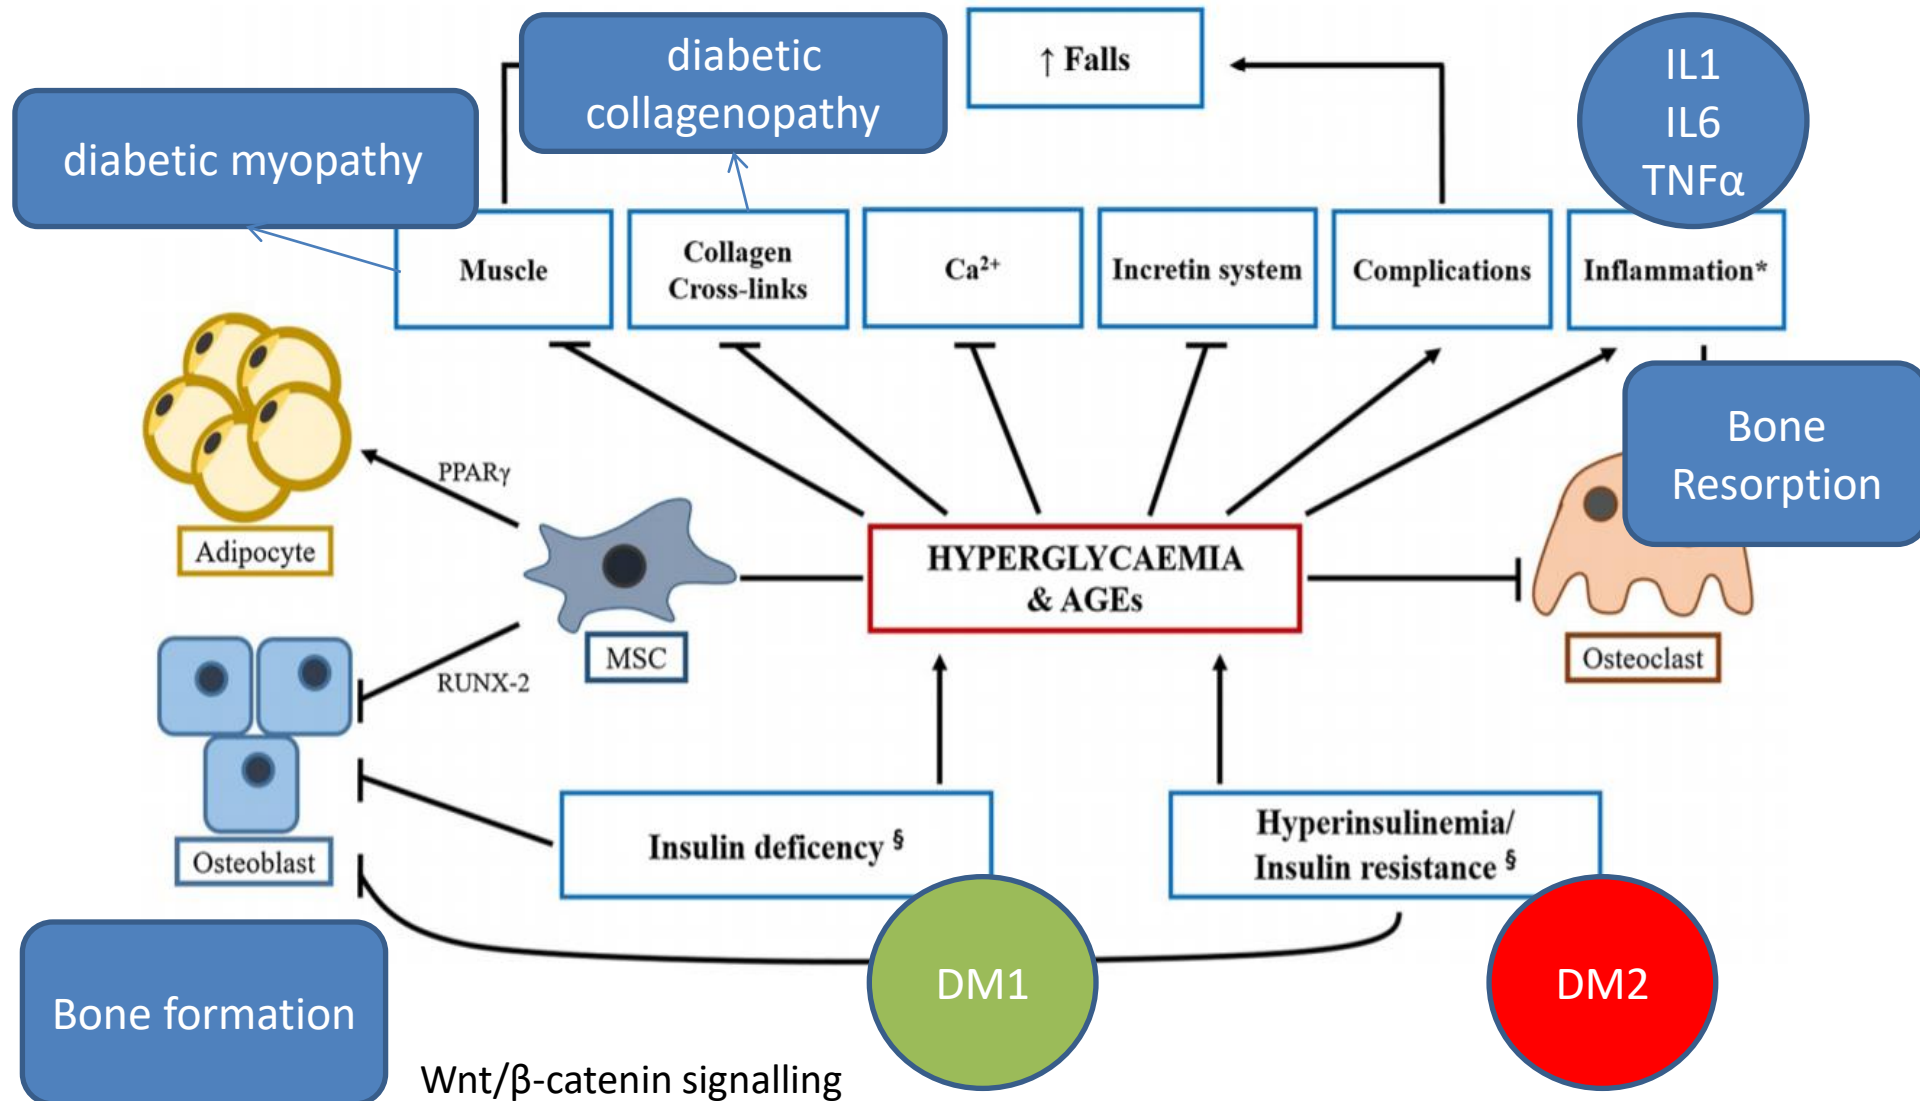 diabetic
collagenopathy
↑ Falls
IL1
IL6
TNFα
diabetic myopathy
Muscle
Collagen
Cross-links
Ca²⁺
Incretin system
Complications
Inflammation*
Bone
Resorption
PPARγ
Adipocyte
HYPERGLYCAEMIA
& AGEs
MSC
RUNX-2
Osteoclast
Insulin deficency §
Hyperinsulinemia/
Insulin resistance §
Osteoblast
DM1
DM2
Bone formation
Wnt/β-catenin signalling